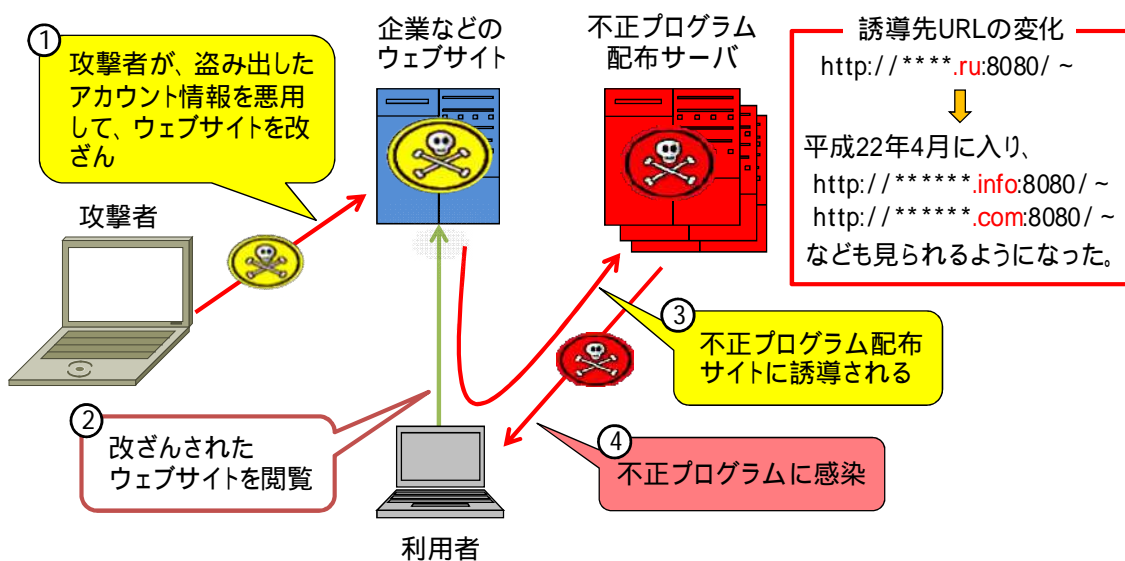 ①
攻撃者が、盗み出した
アカウント情報を悪用
して、ウェブサイトを改
ざん
攻撃者
企業などの
ウェブサイト
不正プログラム
配布サーバ
誘導先URLの変化
http://****.ru:8080/~
平成22年4月に入り、
http://******.info:8080/~
http://******.com:8080/~
なども見られるようになった。
②
改ざんされた
ウェブサイトを閲覧
③
不正プログラム配布
サイトに誘導される
④
不正プログラムに感染
利用者